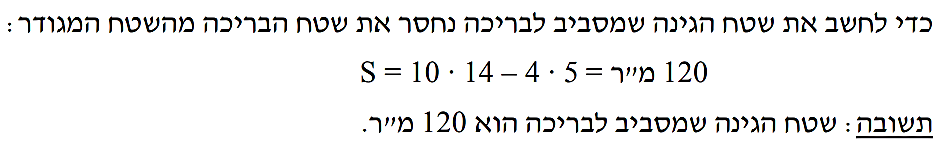 כדי לחשב את שטח הגינה שמסביב לבריכה נחסר את שטח הבריכה מהשטח המגודר:
S = 10 · 14 – 4 · 5 = 120 מ״ר
תשובה: שטח הגינה שמסביב לבריכה הוא 120 מ״ר.